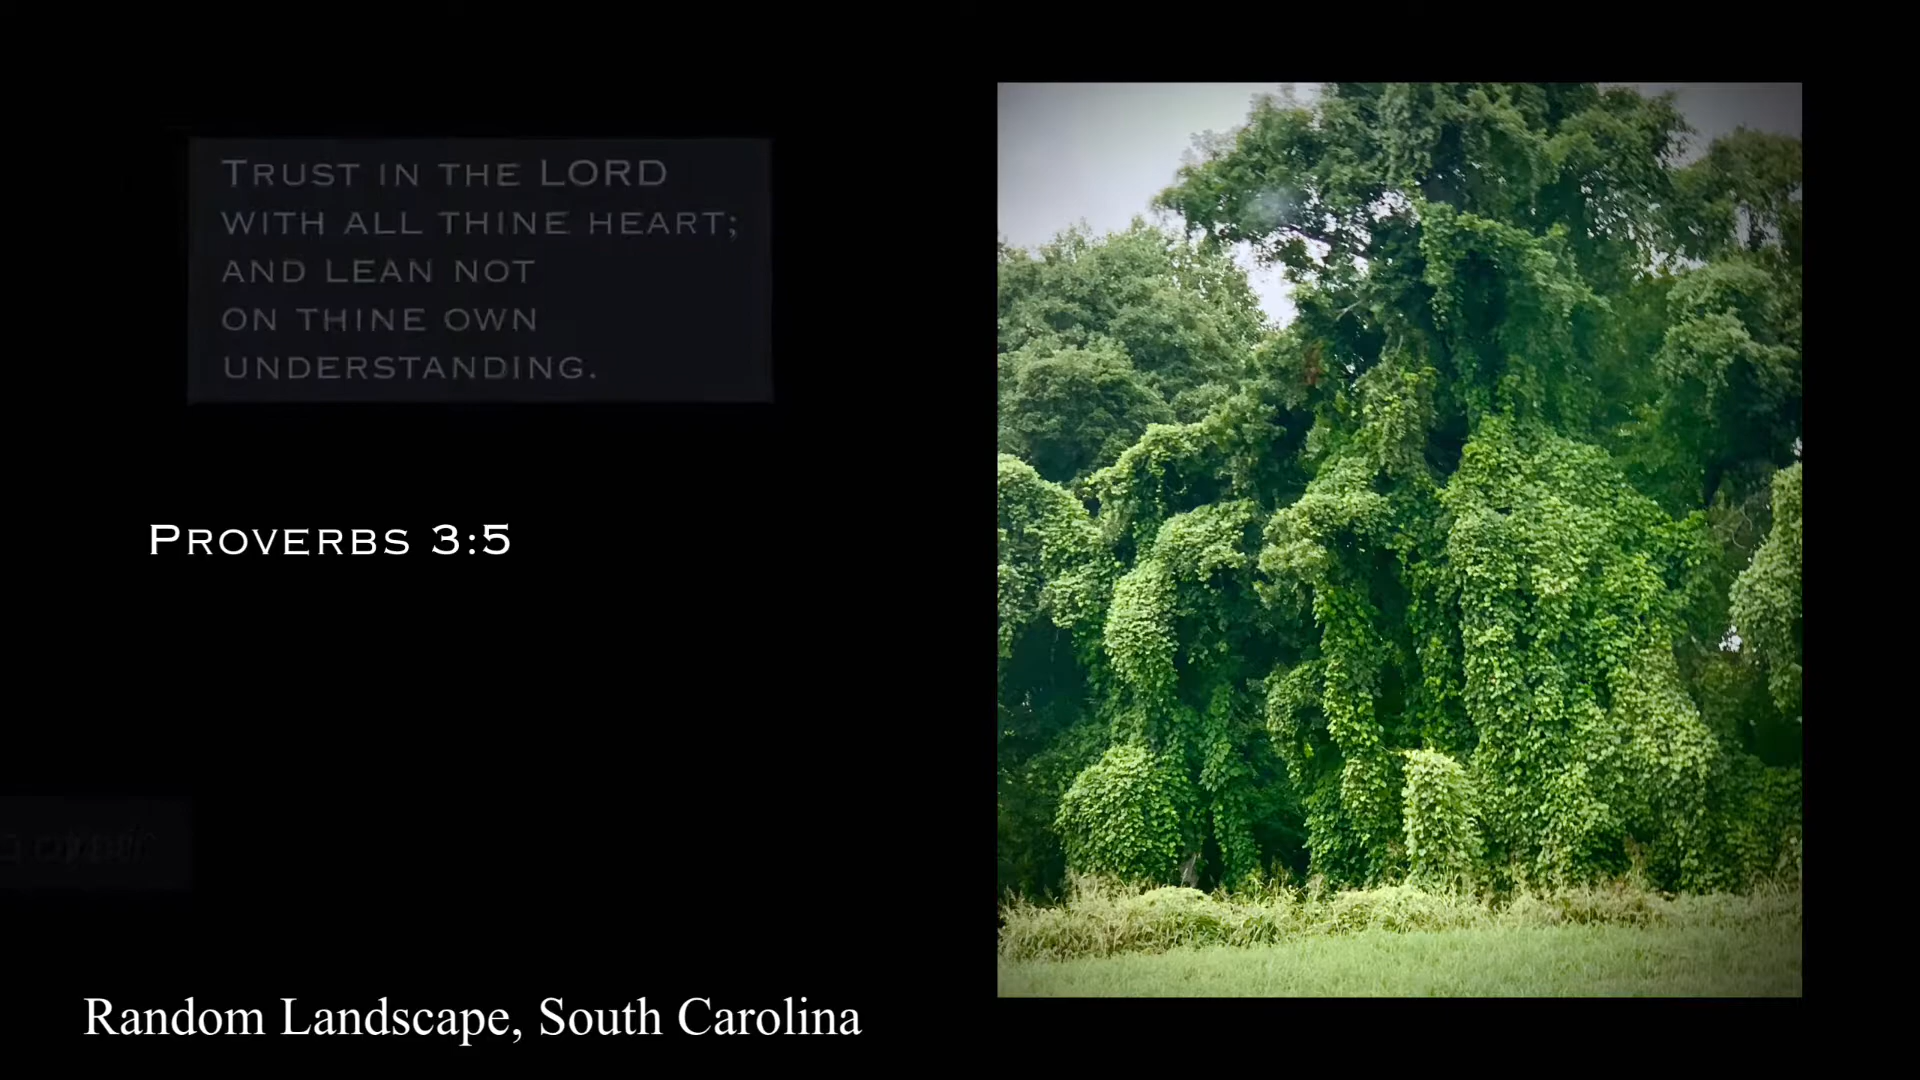 TRUST IN THE LORD
WITH ALL THINE HEART;
AND LEAN NOT
ON THINE OWN
UNDERSTANDING.
PROVERBS 3:5
Random Landscape, South Carolina